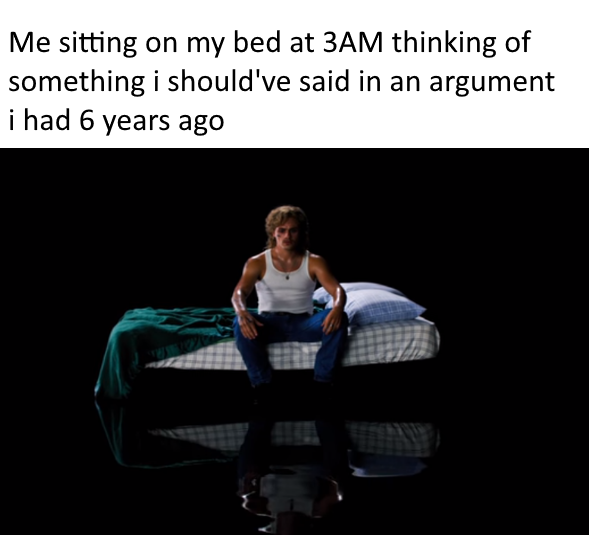 Me sitting on my bed at 3AM thinking of
something i should've said in an argument
i had 6 years ago